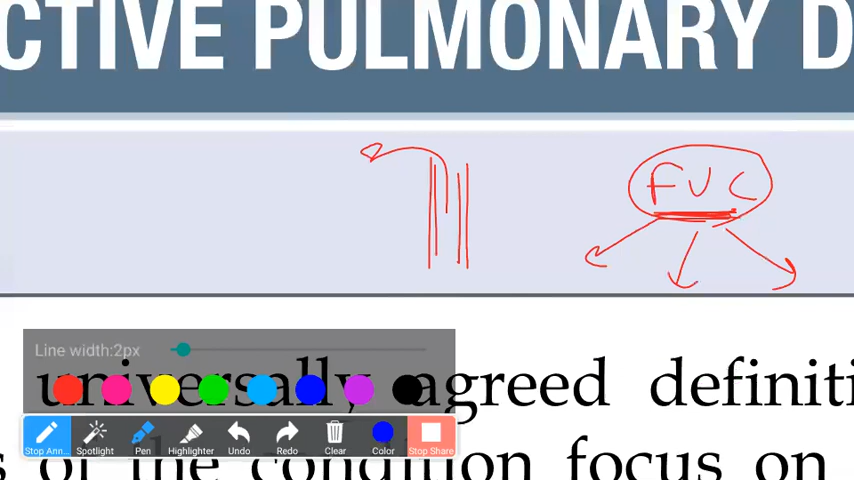 CTIVE PULMONARY D
FVC
Line width:2px
universally agreed definiti
s of the condition focus on
Stop Ann... Spotlight Pen Highlighter Undo Redo Clear Color Stop Share